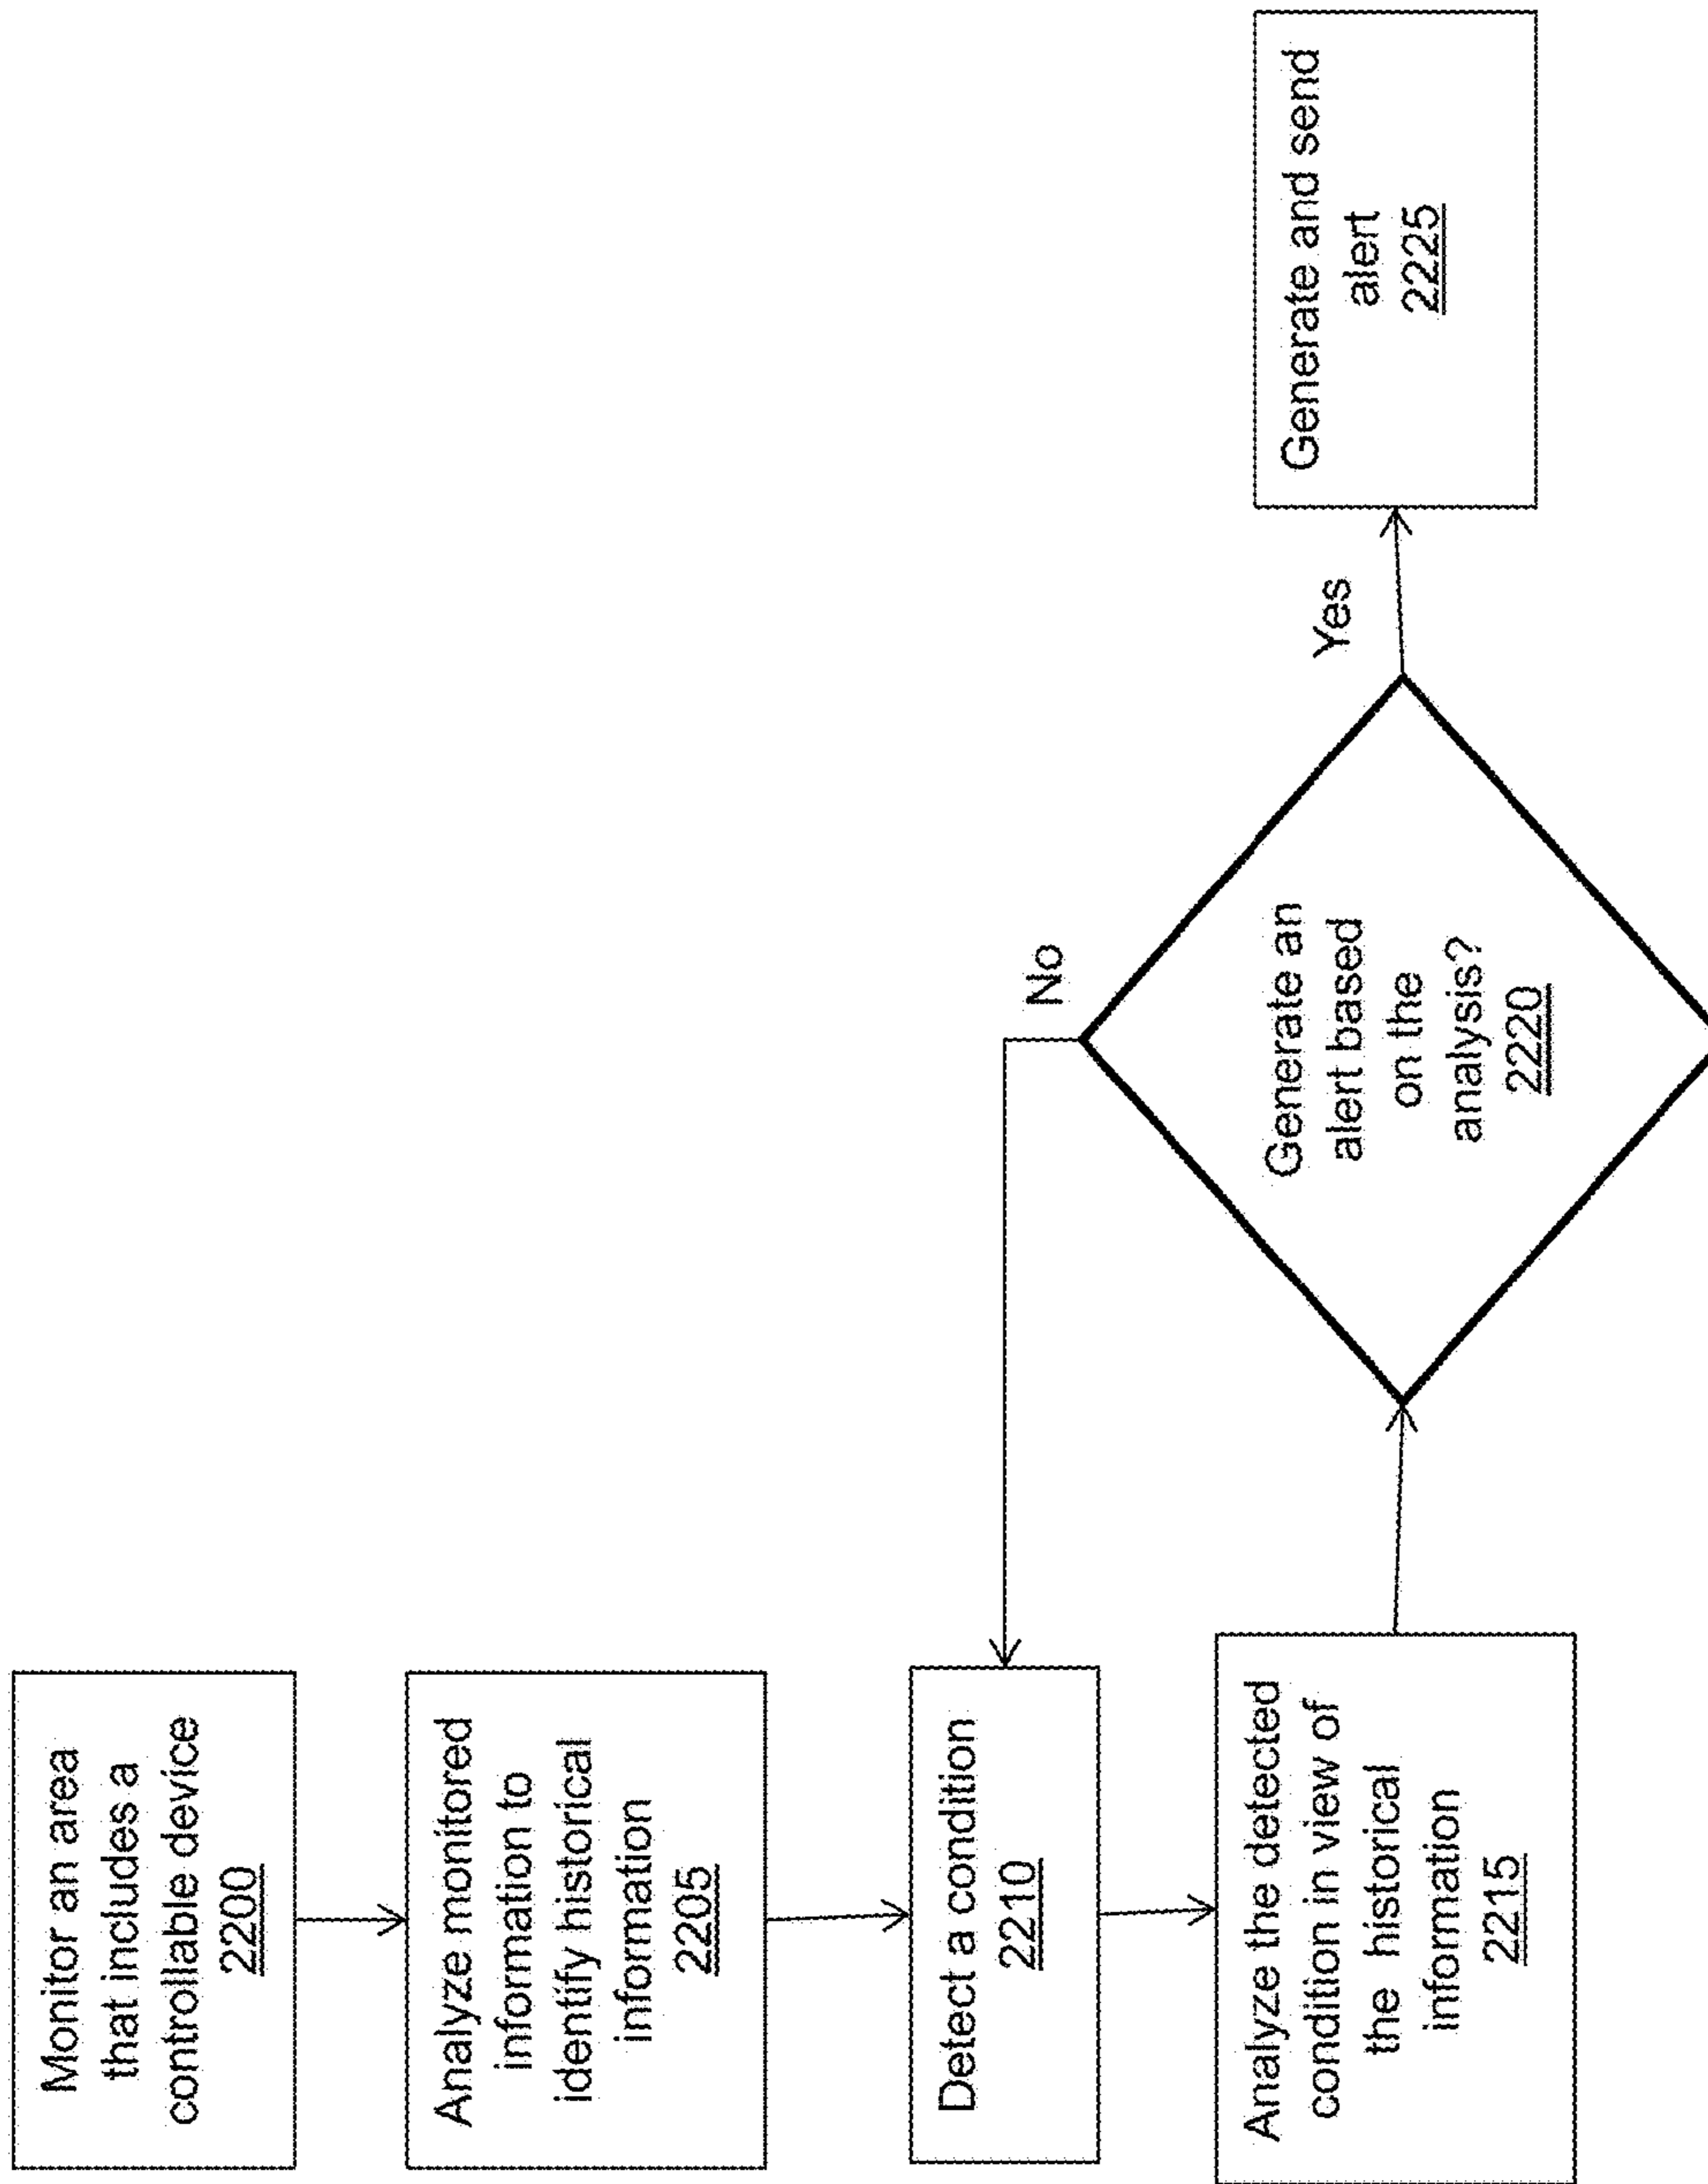 Monitor an area
that includes a
controllable device
2200
Analyze monitored
information to
identify historical
information
2205
Detect a condition
2210
Analyze the detected
condition in view of
the historical
information
2215
Generate an
alert based
on the
analysis?
2220
No
Yes
Generate and send
alert
2225